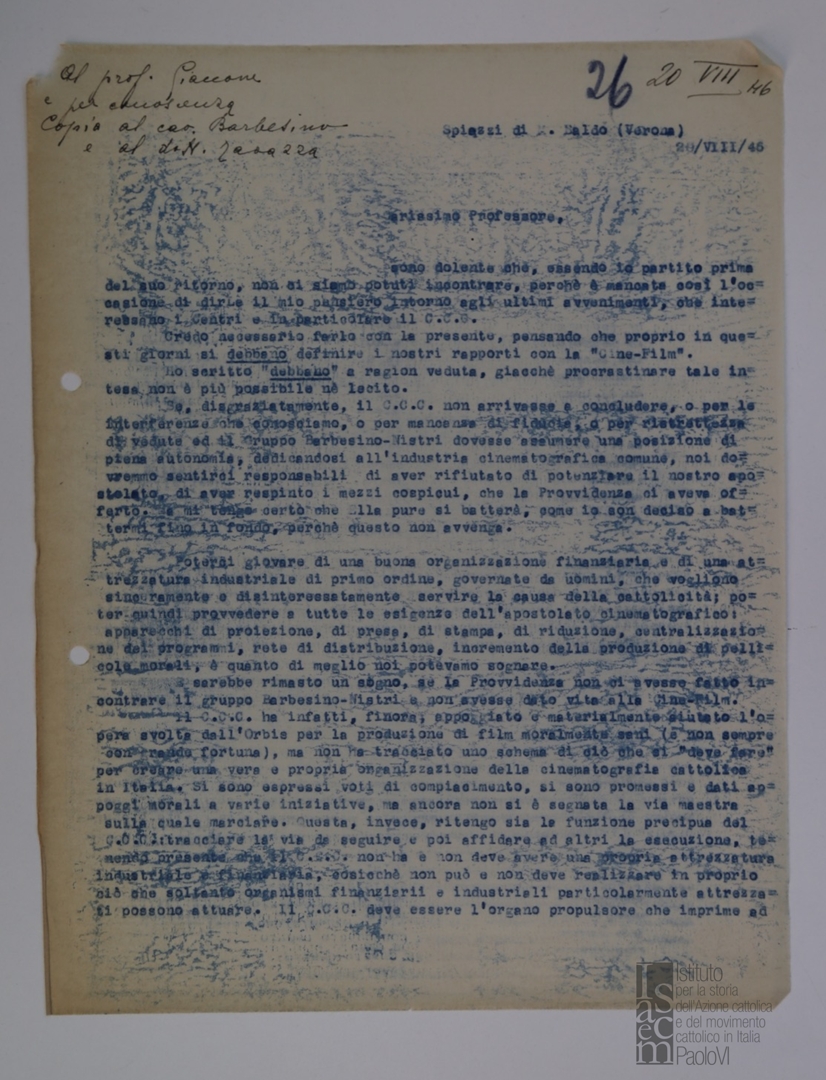 Al prof. Giaccone
e per conoscenza
Copia al cav. Barbesino
e al dott. Javazza
26
20 VIII 46
Spiazzi di M. Baldo (Verona)
20/VIII/46
arissimo Professore,
sono dolente che, essendo io partito prima
del suo ritorno, non ci siamo potuti incontrare, perchè è mancata così l'oc=
casione di dirLe il mio pensiero intorno agli ultimi avvenimenti, che inte=
ressano i Centri e in particolare il C.C.C.
Credo necessario farlo con la presente, pensando che proprio in que=
sti giorni si debbano definire i nostri rapporti con la "Cine-Film".
Ho scritto "debbano" a ragion veduta, giacchè procrastinare tale in=
tesa non è più possibile nè lecito.
Se, disgraziatamente, il C.C.C. non arrivasse a concludere, o per le
interferenze che conosciamo, o per mancanza di fiducia, o per ristrettezza
di vedute ed il Gruppo Barbesino-Nistri dovesse assumere una posizione di
piena autonomia, dedicandosi all'industria cinematografica comune, noi do=
vremmo sentirci responsabili di aver rifiutato di potenziare il nostro apo=
stolato, di aver respinto i mezzi cospicui, che la Provvidenza ci aveva of=
ferto. Io mi tengo certo che Ella pure si batterà, come io son deciso a bat=
termi fino in fondo, perchè questo non avvenga.
Potersi giovare di una buona organizzazione finanziaria e di una at=
trezzatura industriale di primo ordine, governate da uomini, che vogliono
sinceramente e disinteressatamente servire la causa della cattolicità; po=
ter quindi provvedere a tutte le esigenze dell'apostolato cinematografico:
apparecchi di proiezione, di presa, di stampa, di riduzione, centralizzazio=
ne dei programmi, rete di distribuzione, incremento della produzione di pelli=
cole morali, è quanto di meglio noi potevamo sognare.
E sarebbe rimasto un sogno, se la Provvidenza non ci avesse fatto in=
contrare il gruppo Barbesino-Nistri e non avesse dato vita alla Cine-Film.
Il C.C.C. ha infatti, finora, appoggiato e materialmente aiutato l'o=
pera svolta dall'Orbis per la produzione di film moralmente sani (e non sempre
con grande fortuna), ma non ha tracciato uno schema di ciò che si "deve fare"
per creare una vera e propria organizzazione della cinematografia cattolica
in Italia. Si sono espressi voti di compiacimento, si sono promessi e dati ap=
poggi morali a varie iniziative, ma ancora non si è segnata la via maestra
sulla quale marciare. Questa, invece, ritengo sia la funzione precipua del
C.C.C.: tracciare la via da seguire e poi affidare ad altri la esecuzione, te=
nendo presente che il C.C.C. non ha e non deve avere una propria attrezzatura
industriale e finanziaria, cosicchè non può e non deve realizzare in proprio
ciò che soltanto organismi finanziarii e industriali particolarmente attrezza=
ti possono attuare. Il C.C.C. deve essere l'organo propulsore che imprime ad
isacem
Istituto
per la storia
dell'Azione cattolica
e del movimento
cattolico in Italia
PaoloVI